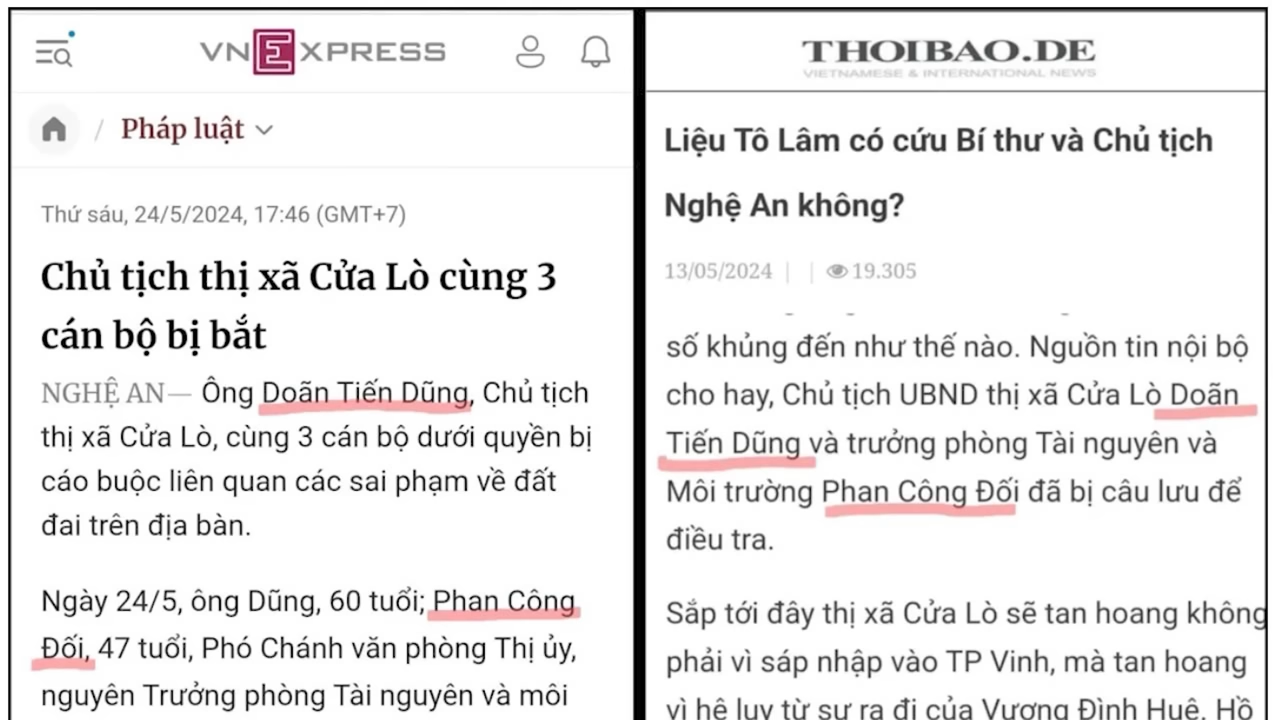 VNEXPRESS
/ Pháp luật
Thứ sáu, 24/5/2024, 17:46 (GMT+7)
Chủ tịch thị xã Cửa Lò cùng 3
cán bộ bị bắt
NGHỆ AN— Ông Doãn Tiến Dũng, Chủ tịch
thị xã Cửa Lò, cùng 3 cán bộ dưới quyền bị
cáo buộc liên quan các sai phạm về đất
đai trên địa bàn.
Ngày 24/5, ông Dũng, 60 tuổi; Phan Công
Đối, 47 tuổi, Phó Chánh văn phòng Thị ủy,
nguyên Trưởng phòng Tài nguyên và môi
THOIBAO.DE
VIETNAMESE & INTERNATIONAL NEWS
Liệu Tô Lâm có cứu Bí thư và Chủ tịch
Nghệ An không?
13/05/2024 | | 19.305
số khủng đến như thế nào. Nguồn tin nội bộ
cho hay, Chủ tịch UBND thị xã Cửa Lò Doãn
Tiến Dũng và trưởng phòng Tài nguyên và
Môi trường Phan Công Đối đã bị câu lưu để
điều tra.
Sắp tới đây thị xã Cửa Lò sẽ tan hoang không
phải vì sáp nhập vào TP Vinh, mà tan hoang
vì hệ lụy từ sự ra đi của Vương Đình Huệ, Hồ